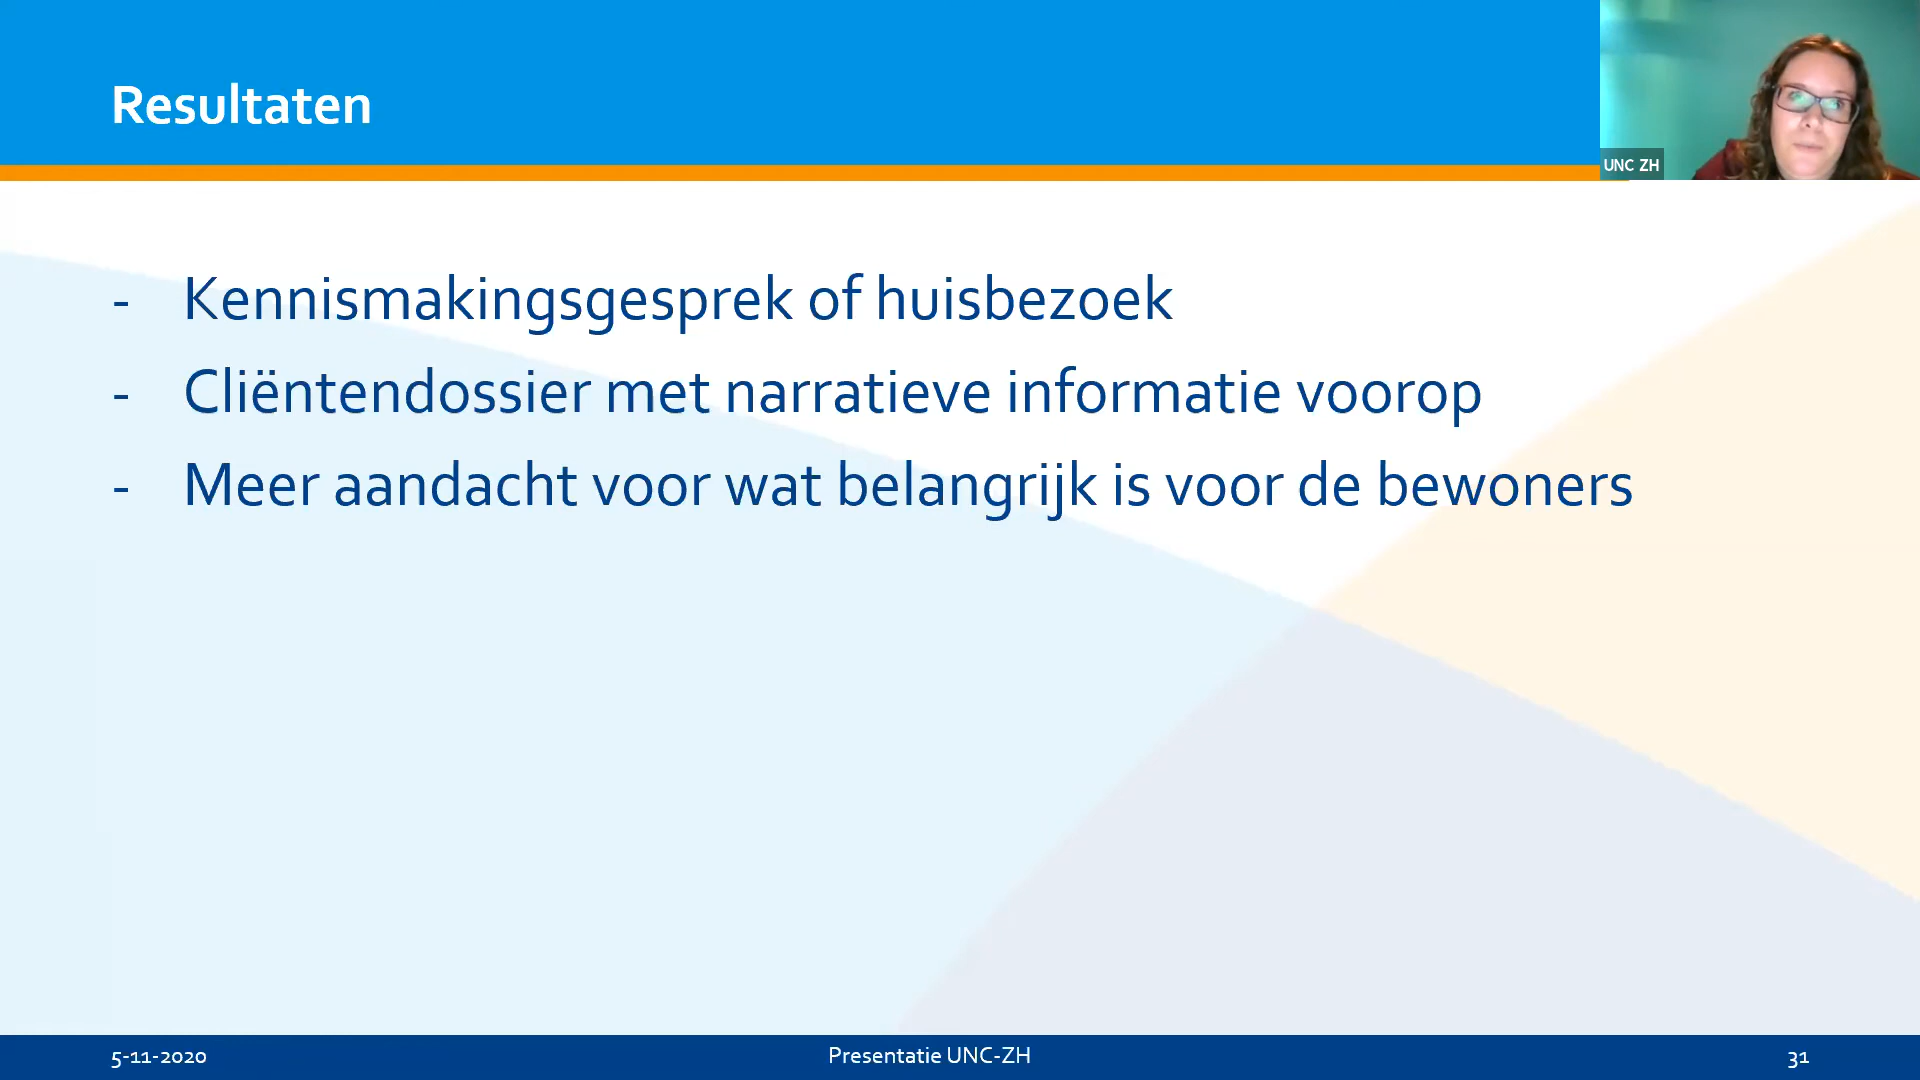 Resultaten
UNC ZH
- Kennismakingsgesprek of huisbezoek
- Cliëntendossier met narratieve informatie voorop
- Meer aandacht voor wat belangrijk is voor de bewoners
5-11-2020
Presentatie UNC-ZH
31